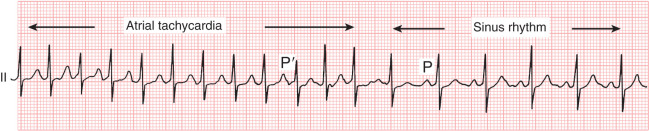 Atrial tachycardia Sinus rhythm
P′ P
II